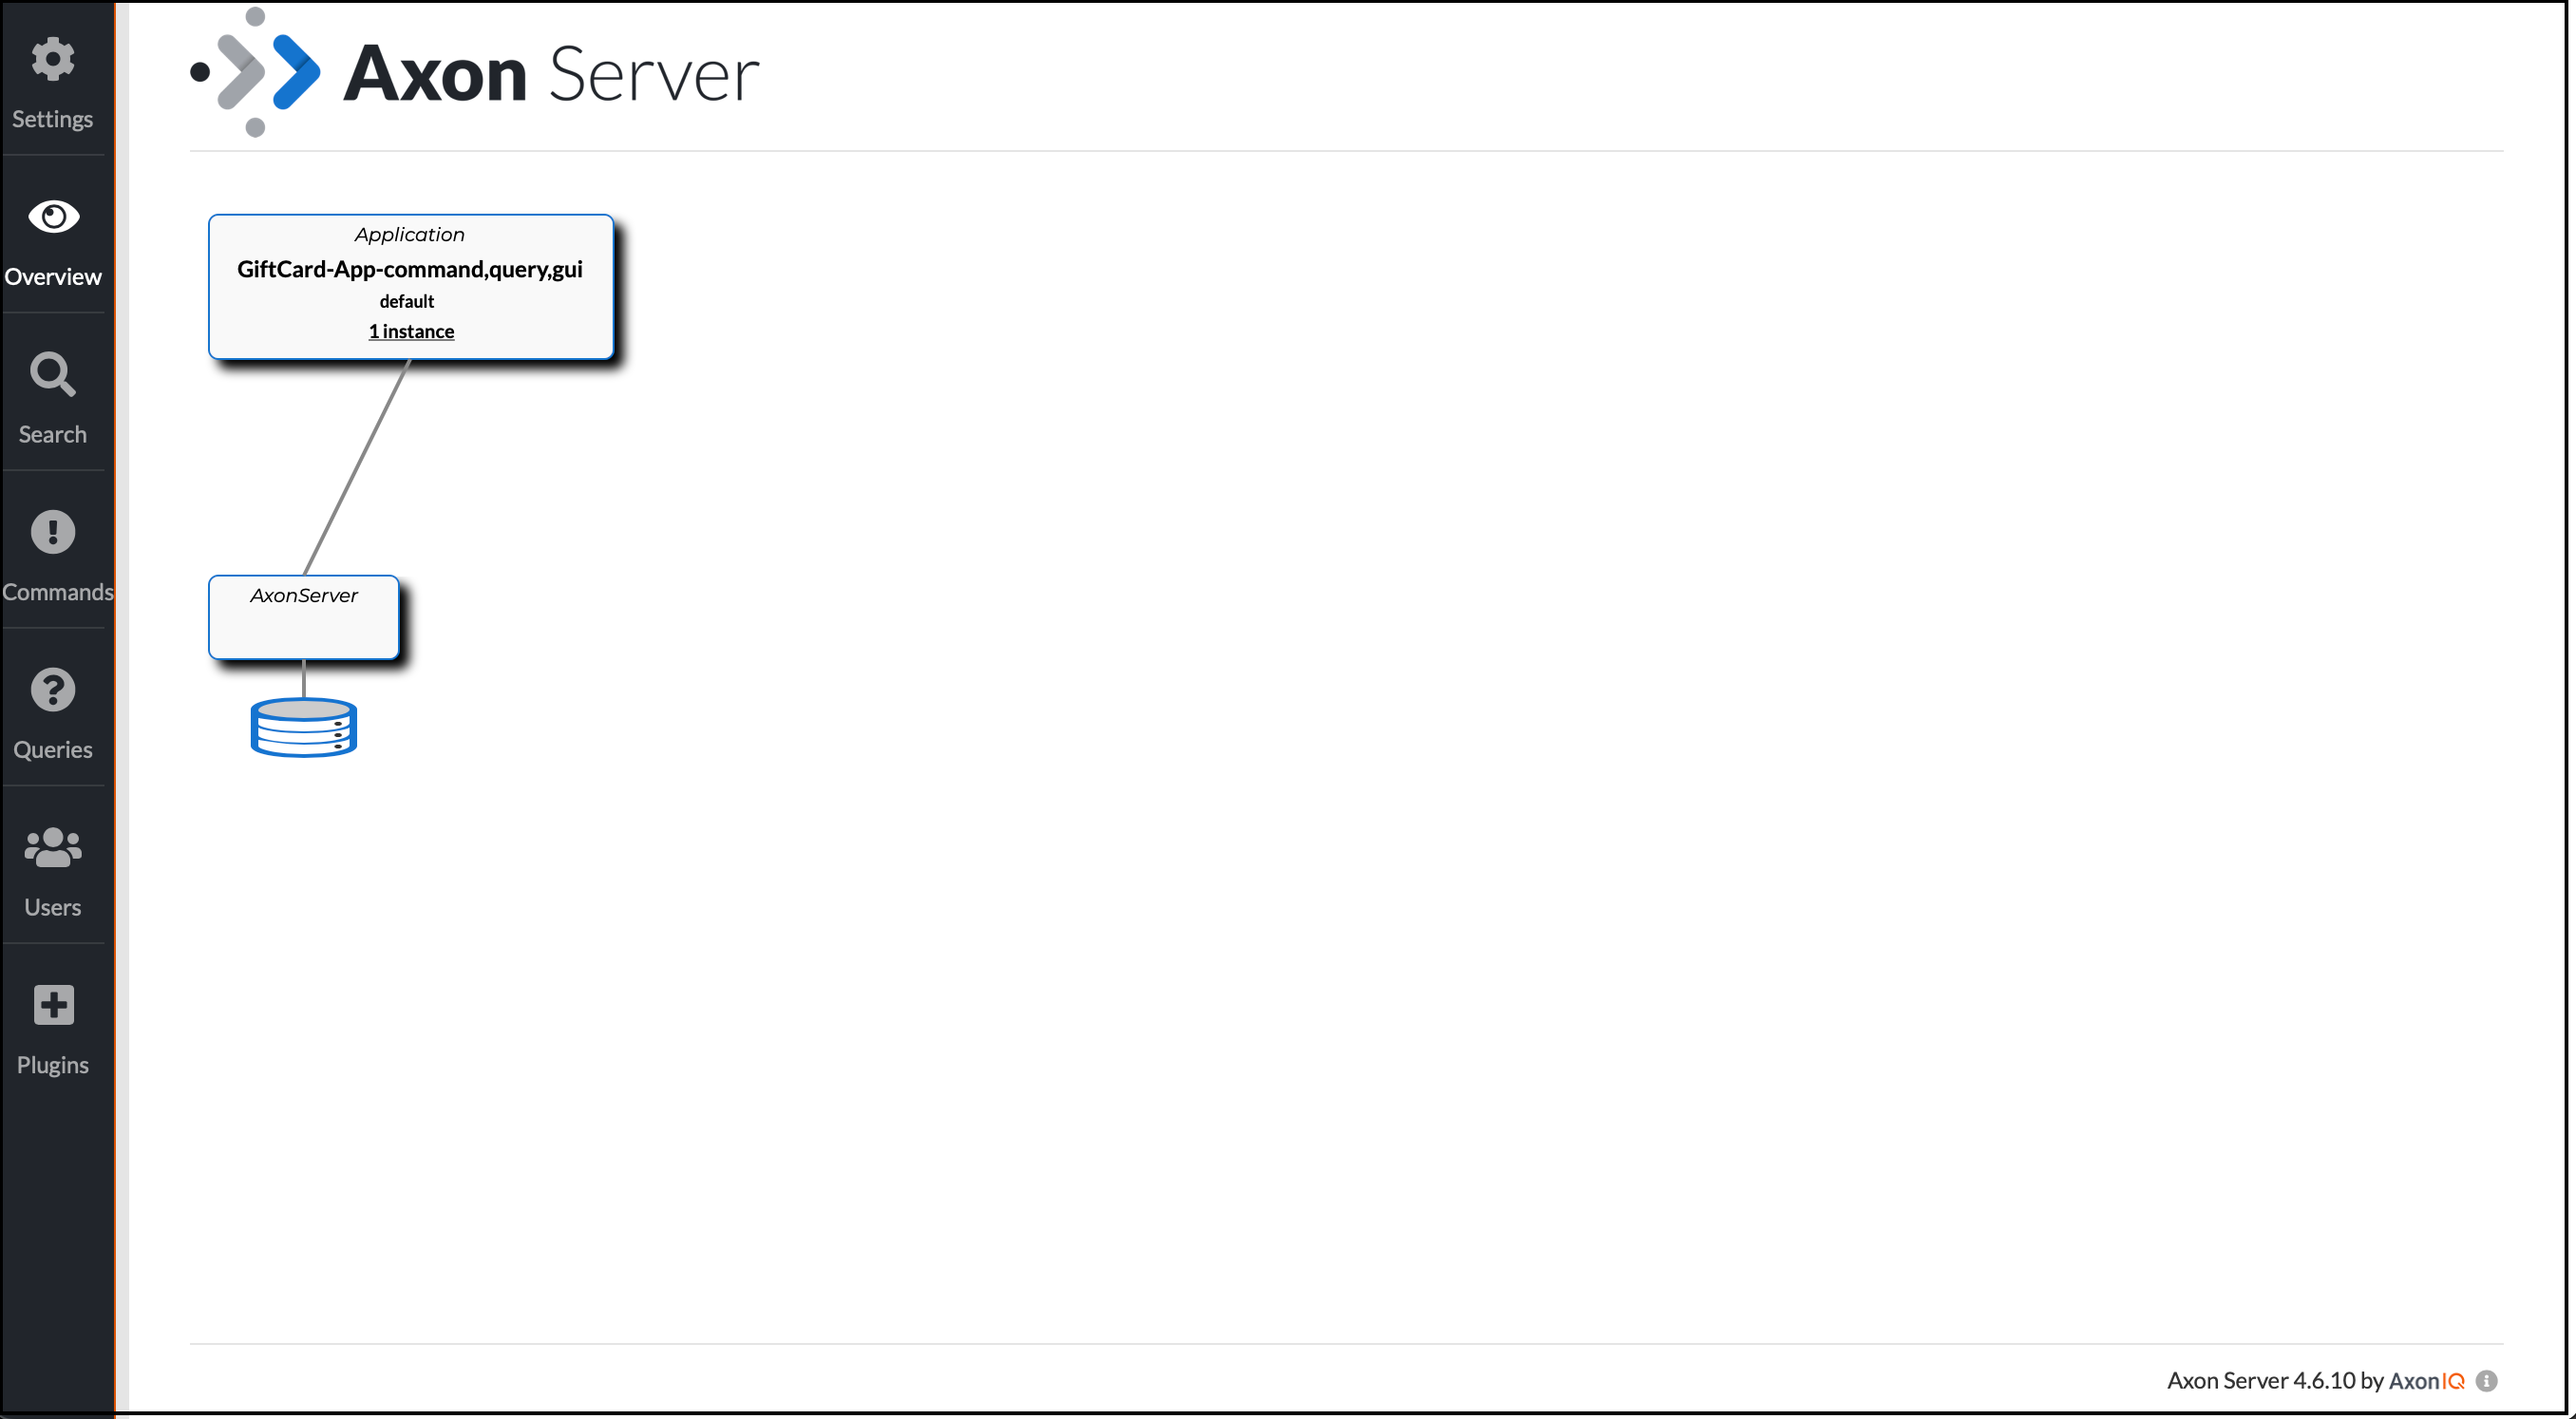 Settings
Overview
Search
Commands
Queries
Users
Plugins
Axon Server
Application
GiftCard-App-command,query,gui
default
1 instance
AxonServer
Axon Server 4.6.10 by AxonIQ